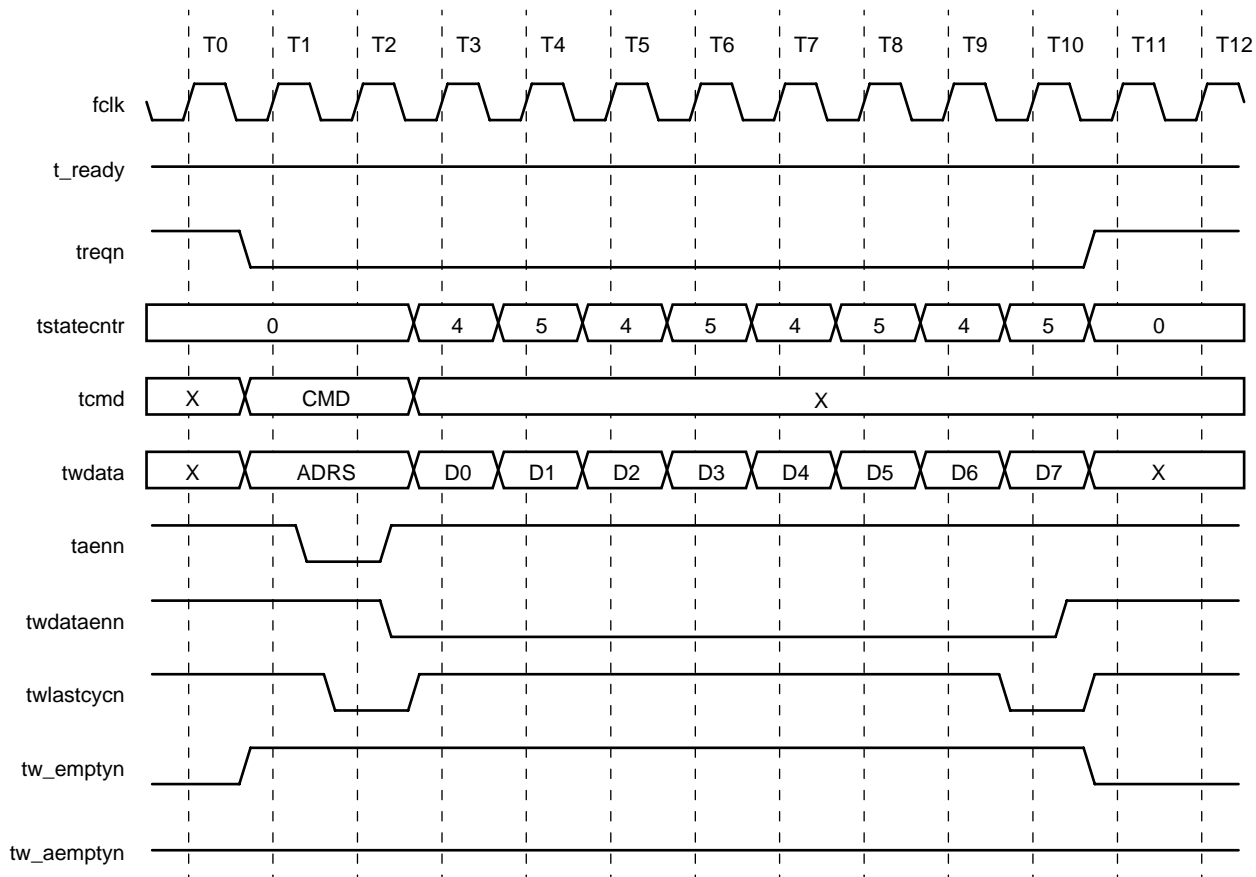 T0 T1 T2 T3 T4 T5 T6 T7 T8 T9 T10 T11 T12
fclk
t_ready
treqn
tstatecntr 0 4 5 4 5 4 5 4 5 0
tcmd X CMD X
twdata X ADRS D0 D1 D2 D3 D4 D5 D6 D7 X
taenn
twdataenn
twlastcycn
tw_emptyn
tw_aemptyn